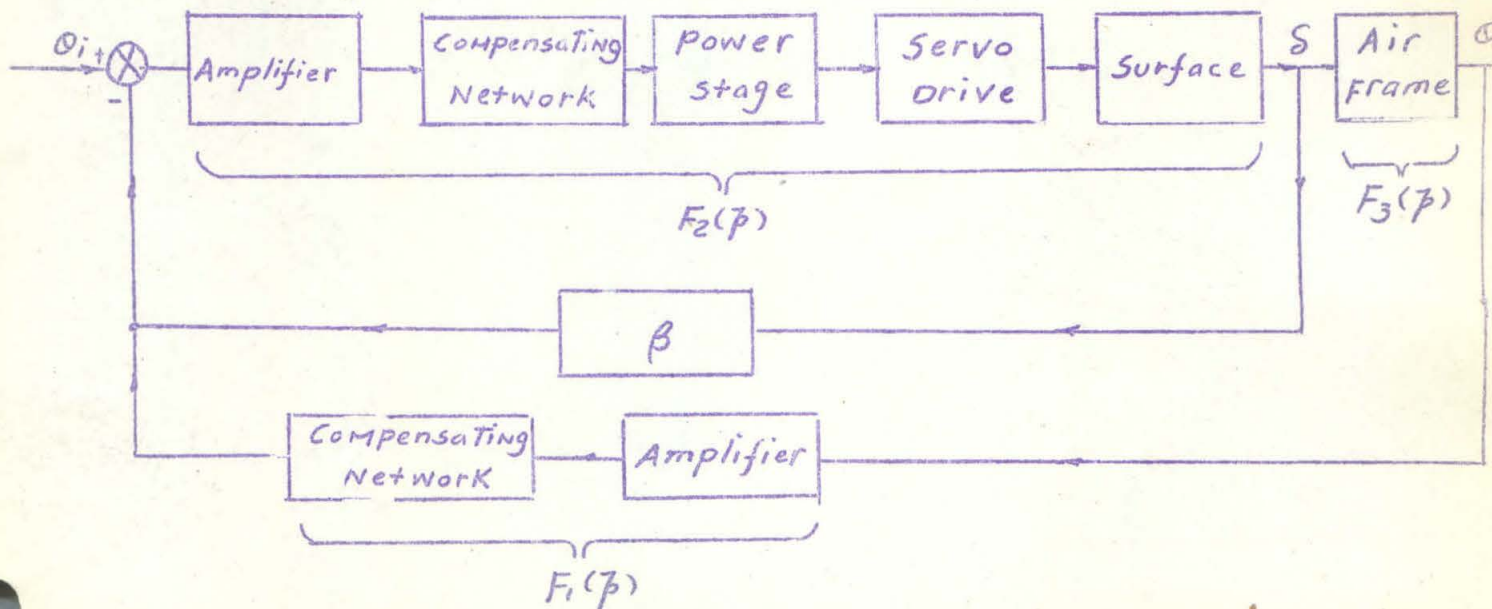 θi +
-
Amplifier
Compensating
Network
Power
Stage
Servo
Drive
Surface
δ
Air
Frame
θ
F₂(p)
F₃(p)
β
Compensating
Network
Amplifier
F₁(p)